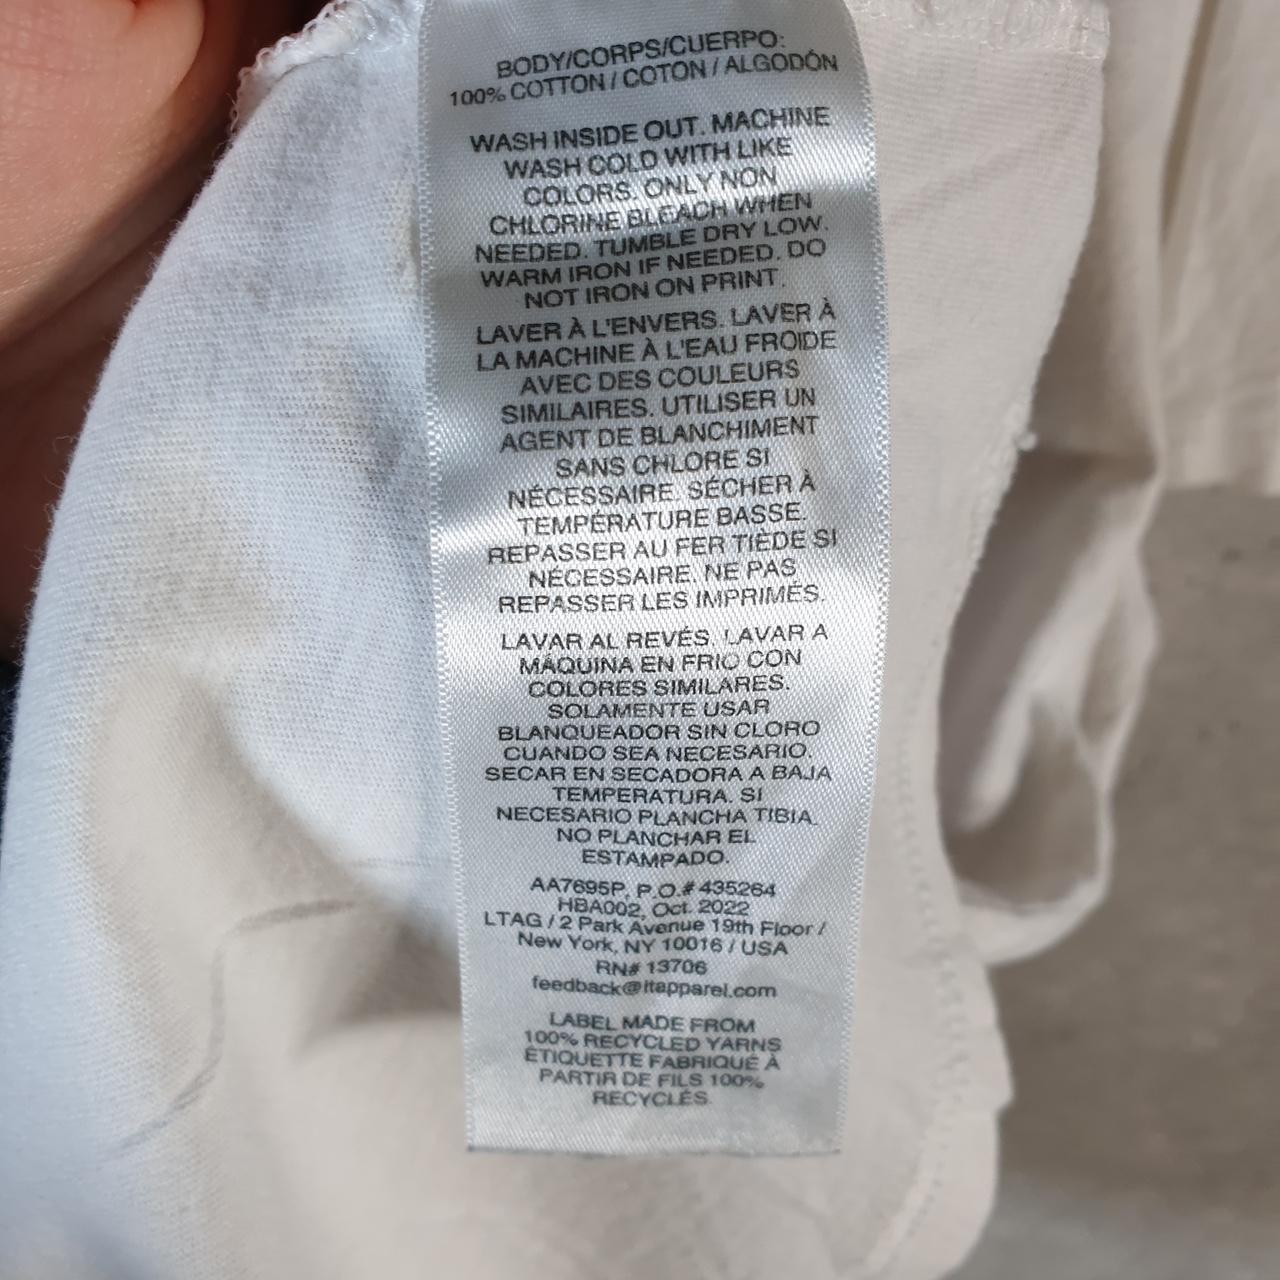 BODY/CORPS/CUERPO:
100% COTTON / COTON / ALGODÓN
WASH INSIDE OUT. MACHINE
WASH COLD WITH LIKE
COLORS. ONLY NON
CHLORINE BLEACH WHEN
NEEDED. TUMBLE DRY LOW.
WARM IRON IF NEEDED. DO
NOT IRON ON PRINT.
LAVER À L'ENVERS. LAVER À
LA MACHINE À L'EAU FROIDE
AVEC DES COULEURS
SIMILAIRES. UTILISER UN
AGENT DE BLANCHIMENT
SANS CHLORE SI
NÉCESSAIRE. SÉCHER À
TEMPÉRATURE BASSE.
REPASSER AU FER TIÈDE SI
NÉCESSAIRE. NE PAS
REPASSER LES IMPRIMÉS.
LAVAR AL REVÉS. LAVAR A
MÁQUINA EN FRIO CON
COLORES SIMILARES.
SOLAMENTE USAR
BLANQUEADOR SIN CLORO
CUANDO SEA NECESARIO.
SECAR EN SECADORA A BAJA
TEMPERATURA. SI
NECESARIO PLANCHA TIBIA.
NO PLANCHAR EL
ESTAMPADO.
AA7695P, P.O.# 435264
HBA002, Oct. 2022
LTAG / 2 Park Avenue 19th Floor /
New York, NY 10016 / USA
RN# 13706
feedback@ltapparel.com
LABEL MADE FROM
100% RECYCLED YARNS
ÉTIQUETTE FABRIQUÉ À
PARTIR DE FILS 100%
RECYCLÉS